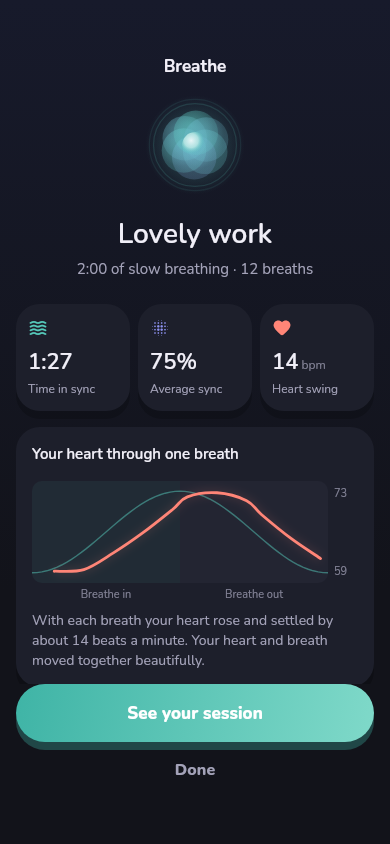 Breathe
Lovely work
2:00 of slow breathing · 12 breaths
1:27
Time in sync
75%
Average sync
14 bpm
Heart swing
Your heart through one breath
73
59
Breathe in
Breathe out
With each breath your heart rose and settled by
about 14 beats a minute. Your heart and breath
moved together beautifully.
See your session
Done